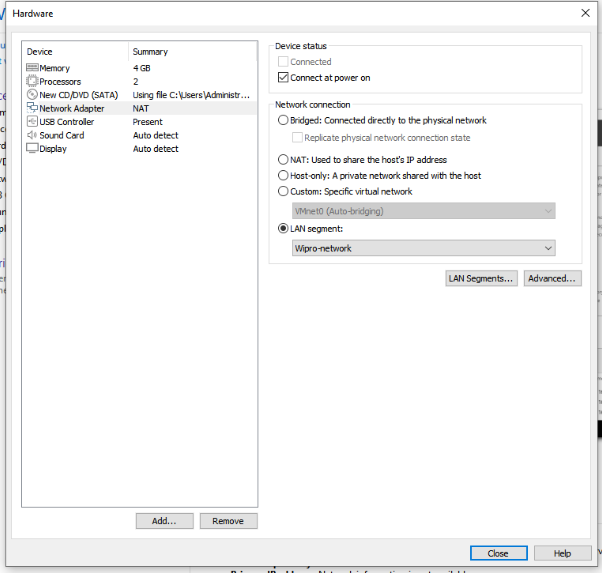 Hardware
Device Summary
Memory 4 GB
Processors 2
New CD/DVD (SATA) Using file C:\Users\Administr...
Network Adapter NAT
USB Controller Present
Sound Card Auto detect
Display Auto detect
Add...
Remove
Device status
Connected
Connect at power on
Network connection
Bridged: Connected directly to the physical network
Replicate physical network connection state
NAT: Used to share the host's IP address
Host-only: A private network shared with the host
Custom: Specific virtual network
VMnet0 (Auto-bridging)
LAN segment:
Wipro-network
LAN Segments...
Advanced...
Close
Help